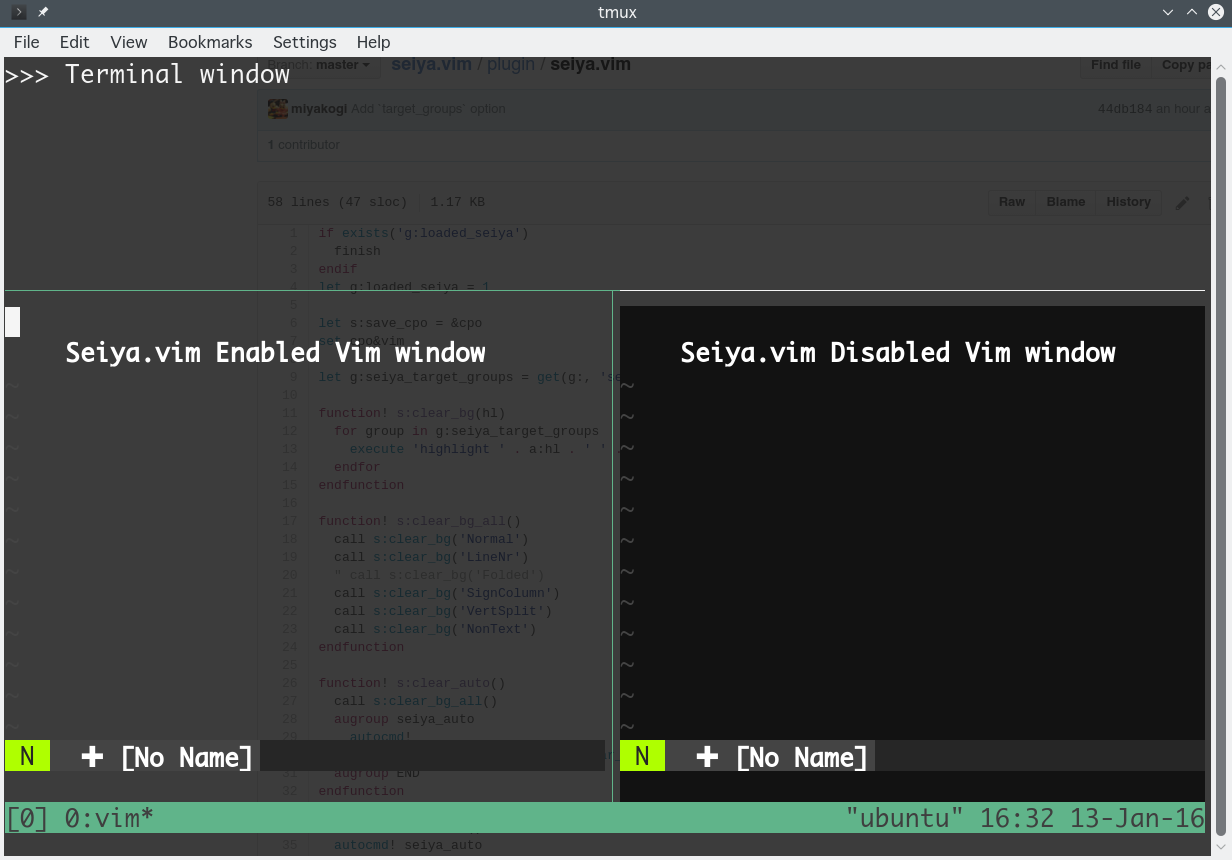 tmux
File Edit View Bookmarks Settings Help
Branch: master seiya.vim / plugin / seiya.vim Find file Copy pa
>>> Terminal window
miyakogi Add `target_groups` option 44db184 an hour a
1 contributor
58 lines (47 sloc) 1.17 KB Raw Blame History
1 if exists('g:loaded_seiya')
2 finish
3 endif
4 let g:loaded_seiya = 1
5
6 let s:save_cpo = &cpo
set cpo&vim
Seiya.vim Enabled Vim window Seiya.vim Disabled Vim window
9 let g:seiya_target_groups = get(g:, 'se
10
11 function! s:clear_bg(hl)
12 for group in g:seiya_target_groups
13 execute 'highlight ' . a:hl . ' ' .
14 endfor
15 endfunction
16
17 function! s:clear_bg_all()
18 call s:clear_bg('Normal')
19 call s:clear_bg('LineNr')
20 " call s:clear_bg('Folded')
21 call s:clear_bg('SignColumn')
22 call s:clear_bg('VertSplit')
23 call s:clear_bg('NonText')
24 endfunction
25
26 function! s:clear_auto()
27 call s:clear_bg_all()
28 augroup seiya_auto
29 autocmd!
N + [No Name] N + [No Name]
31 augroup END
32 endfunction
[0] 0:vim* "ubuntu" 16:32 13-Jan-16
35 autocmd! seiya_auto